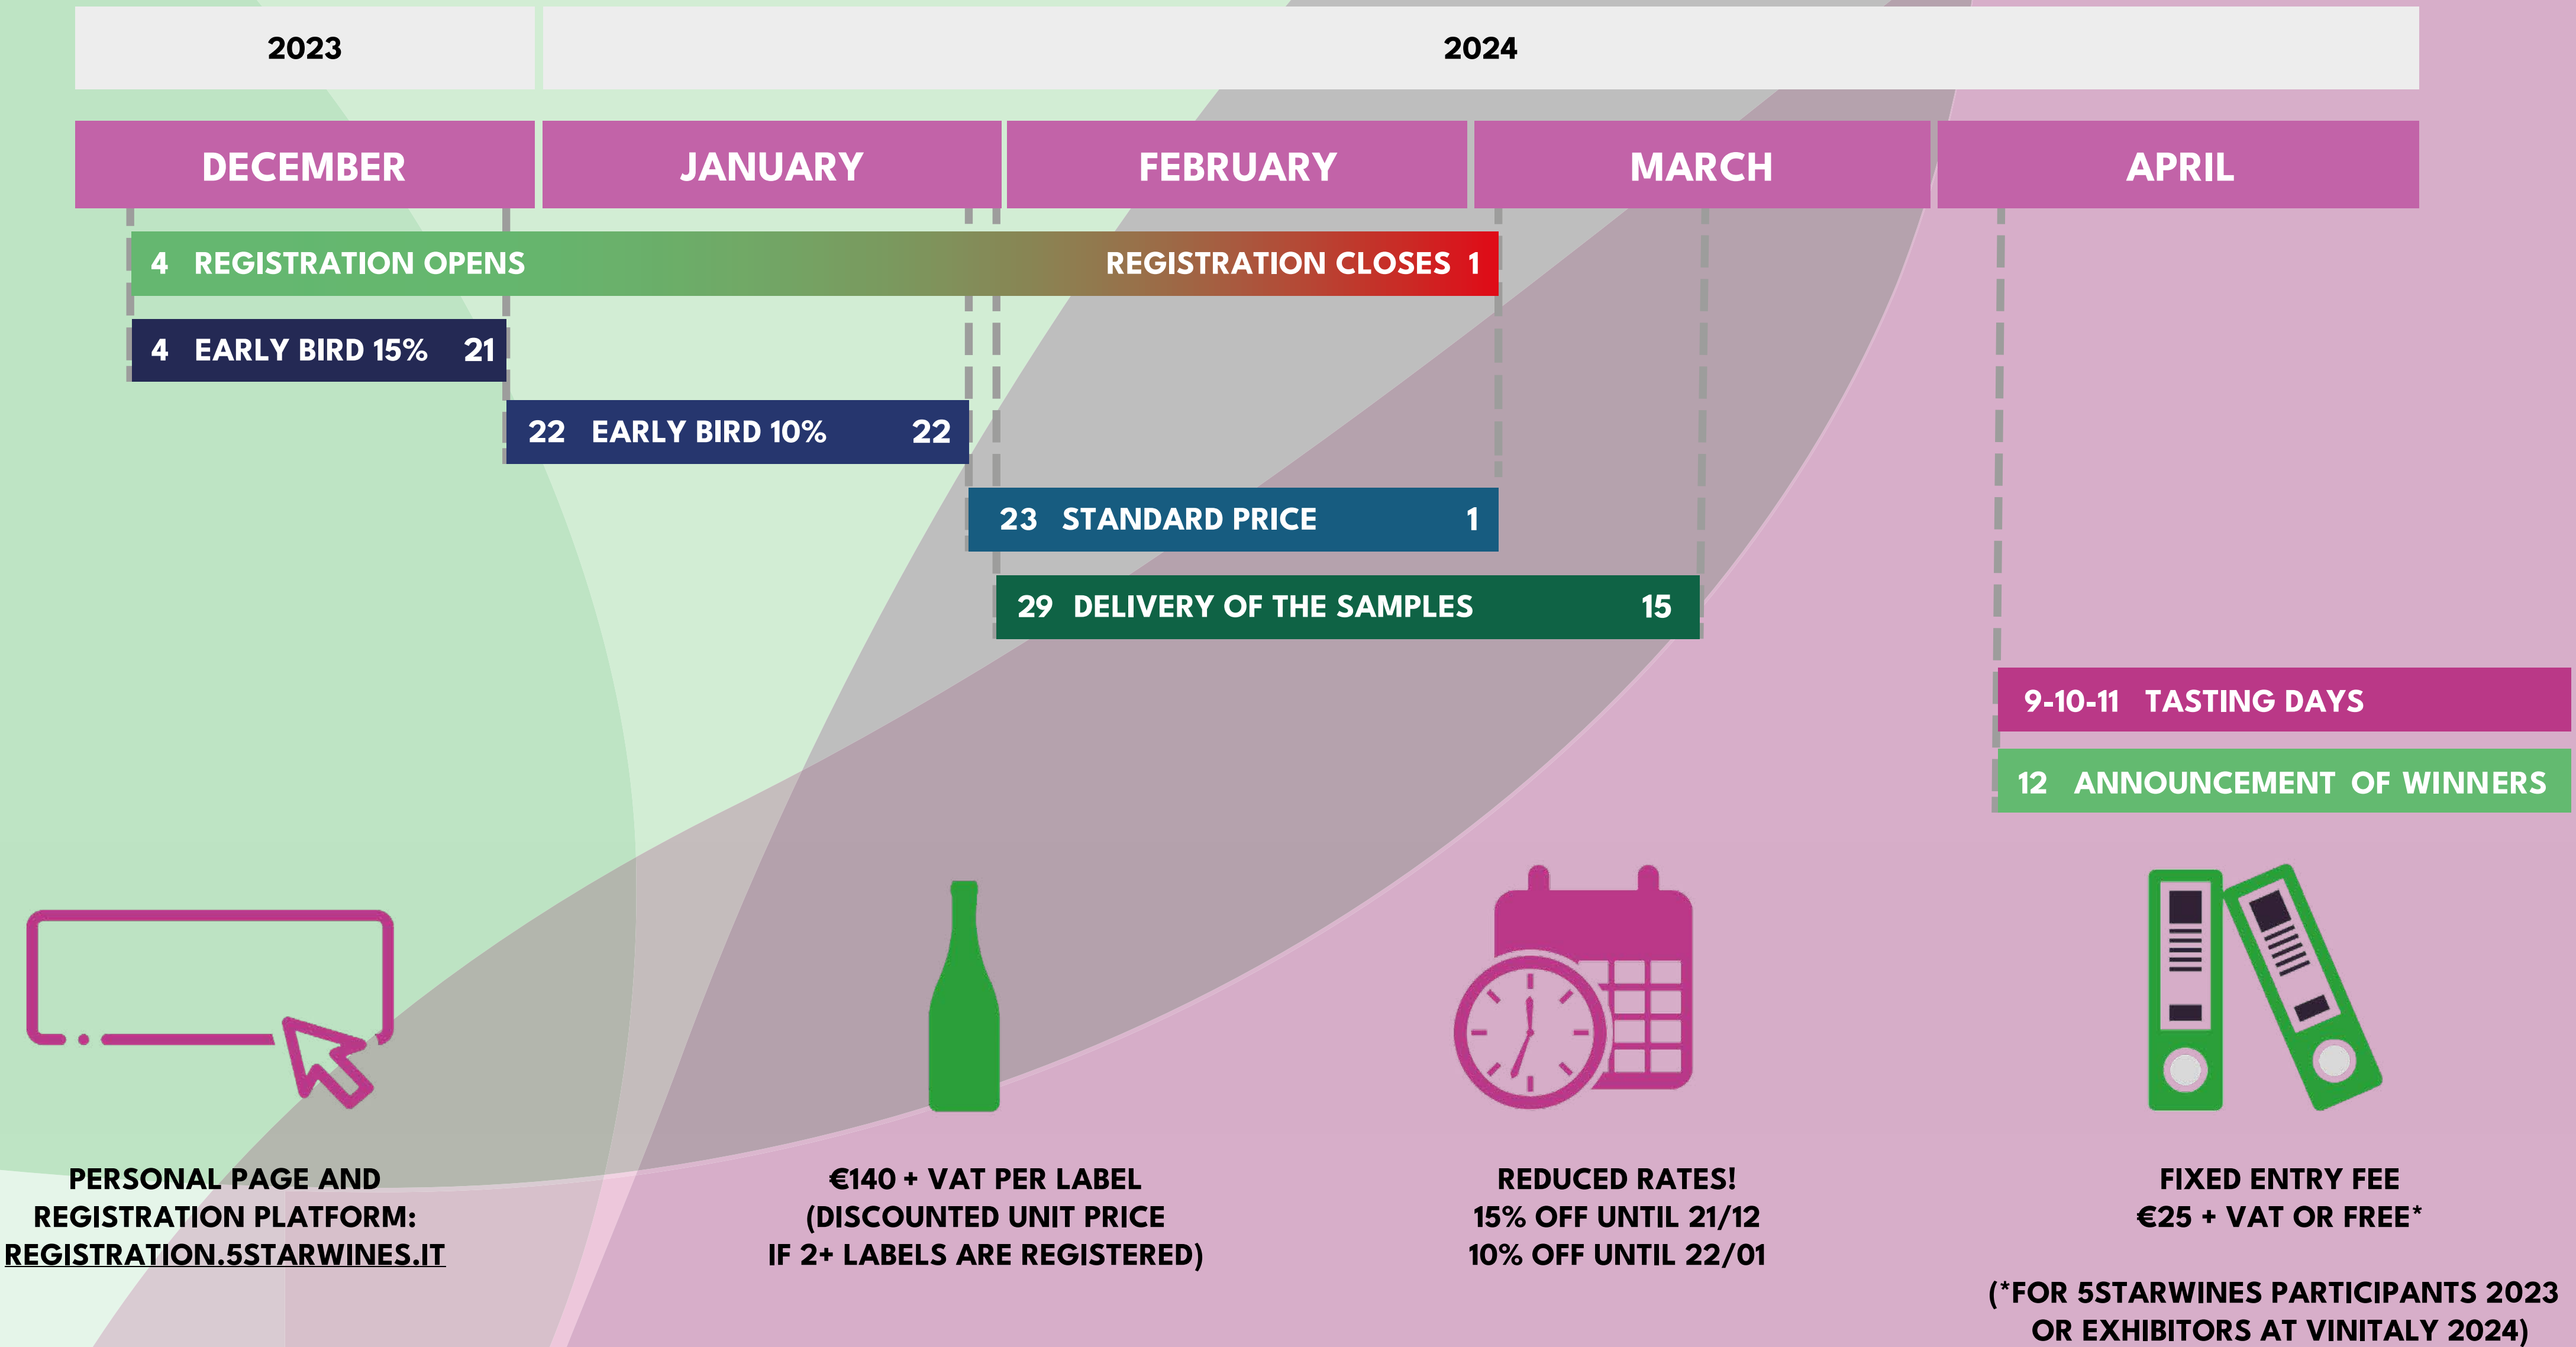 2023
2024
DECEMBER
JANUARY
FEBRUARY
MARCH
APRIL
4 REGISTRATION OPENS
REGISTRATION CLOSES 1
4 EARLY BIRD 15% 21
22 EARLY BIRD 10% 22
23 STANDARD PRICE 1
29 DELIVERY OF THE SAMPLES 15
9-10-11 TASTING DAYS
12 ANNOUNCEMENT OF WINNERS
PERSONAL PAGE AND
REGISTRATION PLATFORM:
REGISTRATION.5STARWINES.IT
€140 + VAT PER LABEL
(DISCOUNTED UNIT PRICE
IF 2+ LABELS ARE REGISTERED)
REDUCED RATES!
15% OFF UNTIL 21/12
10% OFF UNTIL 22/01
FIXED ENTRY FEE
€25 + VAT OR FREE*
(*FOR 5STARWINES PARTICIPANTS 2023
OR EXHIBITORS AT VINITALY 2024)